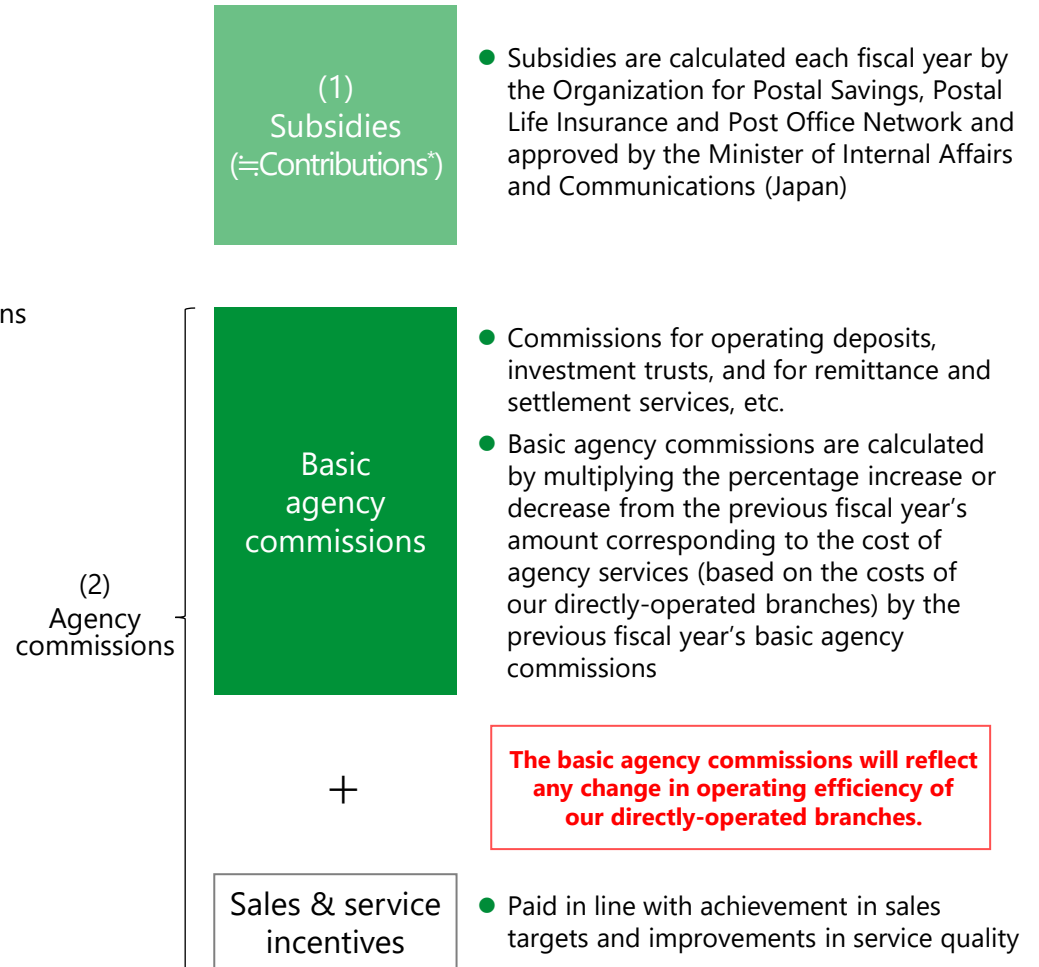 (1)
Subsidies
(≒Contributions*)
● Subsidies are calculated each fiscal year by
the Organization for Postal Savings, Postal
Life Insurance and Post Office Network and
approved by the Minister of Internal Affairs
and Communications (Japan)
ns
(2)
Agency
commissions
Basic
agency
commissions
● Commissions for operating deposits,
investment trusts, and for remittance and
settlement services, etc.
● Basic agency commissions are calculated
by multiplying the percentage increase or
decrease from the previous fiscal year’s
amount corresponding to the cost of
agency services (based on the costs of
our directly-operated branches) by the
previous fiscal year’s basic agency
commissions
+
The basic agency commissions will reflect
any change in operating efficiency of
our directly-operated branches.
Sales & service
incentives
● Paid in line with achievement in sales
targets and improvements in service quality